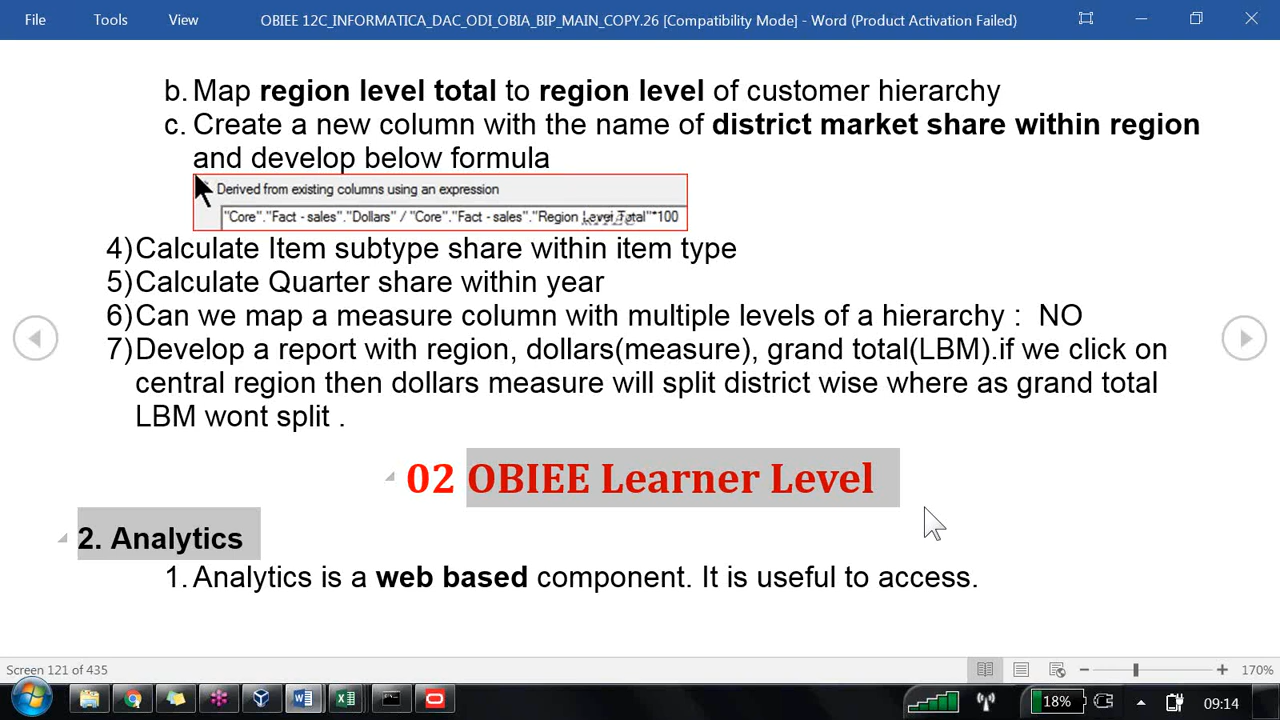 File Tools View OBIEE 12C_INFORMATICA_DAC_ODI_OBIA_BIP_MAIN_COPY.26 [Compatibility Mode] - Word (Product Activation Failed)
b. Map region level total to region level of customer hierarchy
c. Create a new column with the name of district market share within region
and develop below formula
Derived from existing columns using an expression
"Core"."Fact - sales"."Dollars" / "Core"."Fact - sales"."Region Level Total"*100
4)Calculate Item subtype share within item type
5)Calculate Quarter share within year
6)Can we map a measure column with multiple levels of a hierarchy : NO
7)Develop a report with region, dollars(measure), grand total(LBM).if we click on
central region then dollars measure will split district wise where as grand total
LBM wont split .
02 OBIEE Learner Level
2. Analytics
1. Analytics is a web based component. It is useful to access.
Screen 121 of 435 170%
18% 09:14